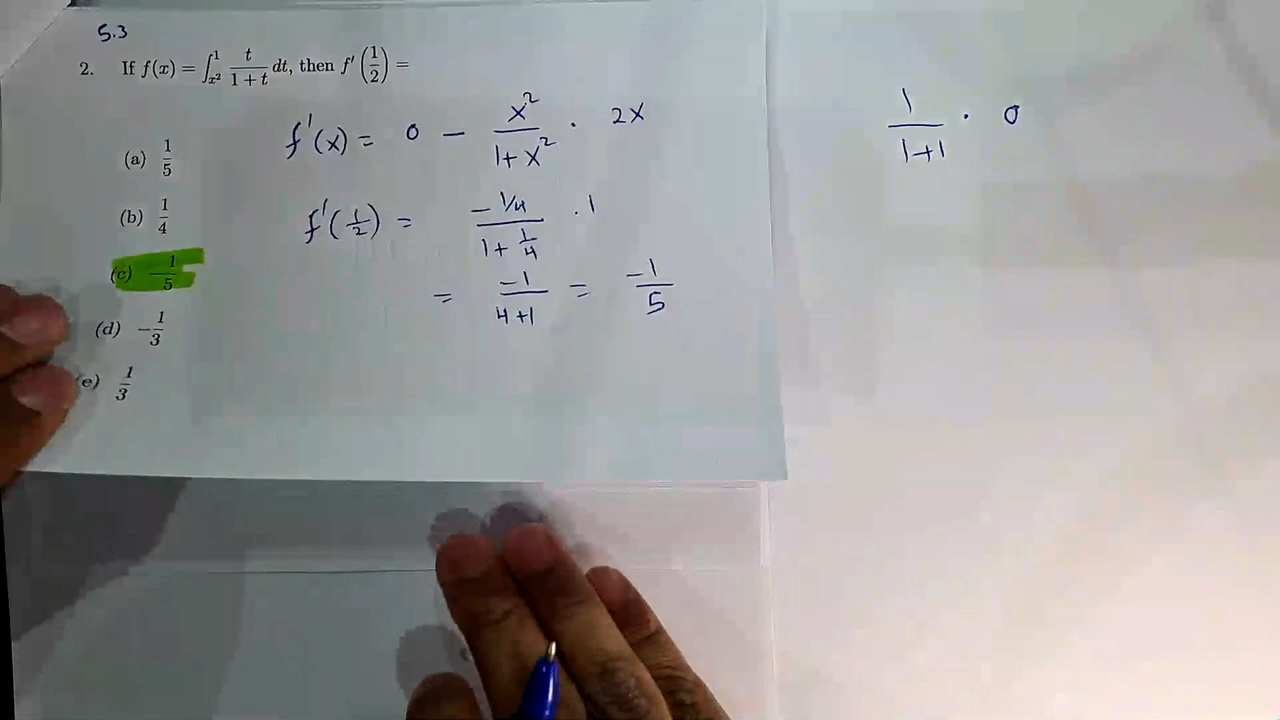 5.3
2. If f(x) = ∫_{x²}^{1} t/(1+t) dt, then f′(1/2) =
f'(x) = 0 - x²/(1+x²) · 2x
1/(1+1) · 0
(a) 1/5
f'(1/2) = (-1/4)/(1+1/4) · 1
(b) 1/4
(c) -1/5
= -1/(4+1) = -1/5
(d) -1/3
(e) 1/3